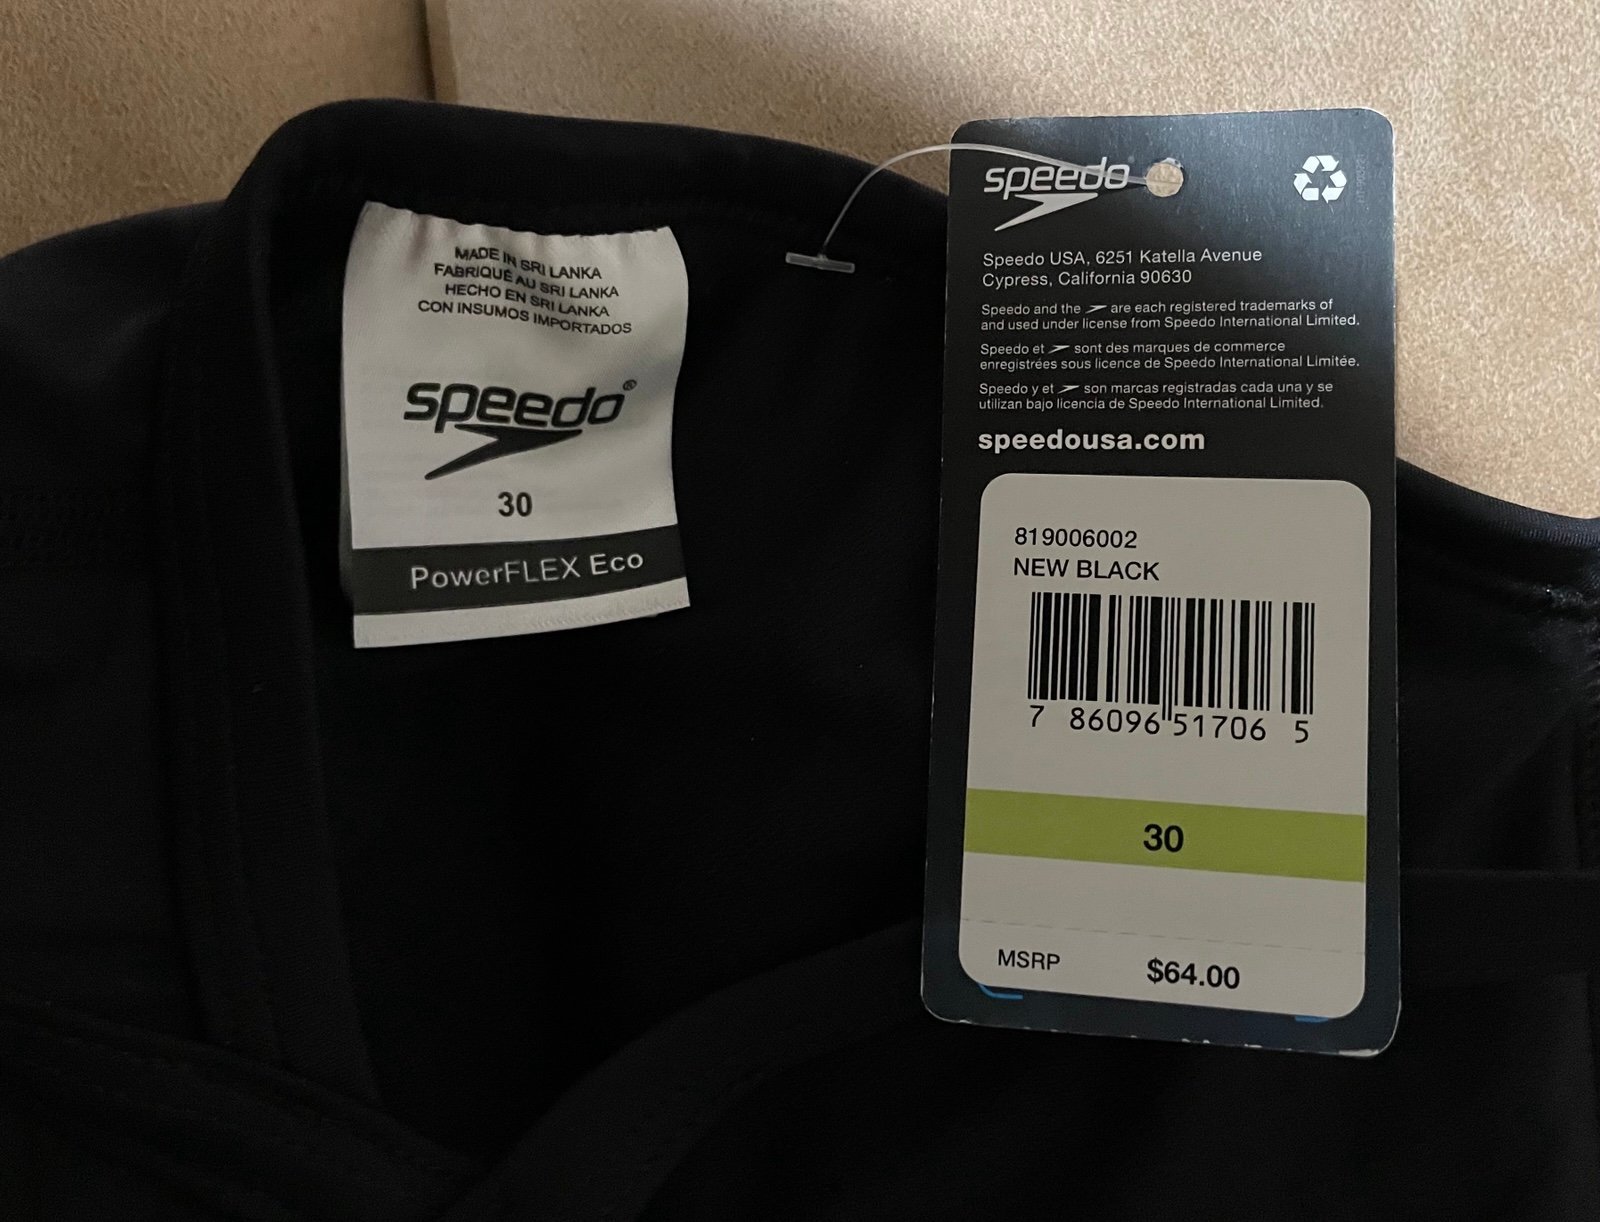 MADE IN SRI LANKA
FABRIQUÉ AU SRI LANKA
HECHO EN SRI LANKA
CON INSUMOS IMPORTADOS
speedo®
30
PowerFLEX Eco
speedo
Speedo USA, 6251 Katella Avenue
Cypress, California 90630
Speedo and the are each registered trademarks of
and used under license from Speedo International Limited.
Speedo et sont des marques de commerce
enregistrées sous licence de Speedo International Limitée.
Speedo y et son marcas registradas cada una y se
utilizan bajo licencia de Speedo International Limited.
speedousa.com
819006002
NEW BLACK
7 86096 51706 5
30
MSRP $64.00